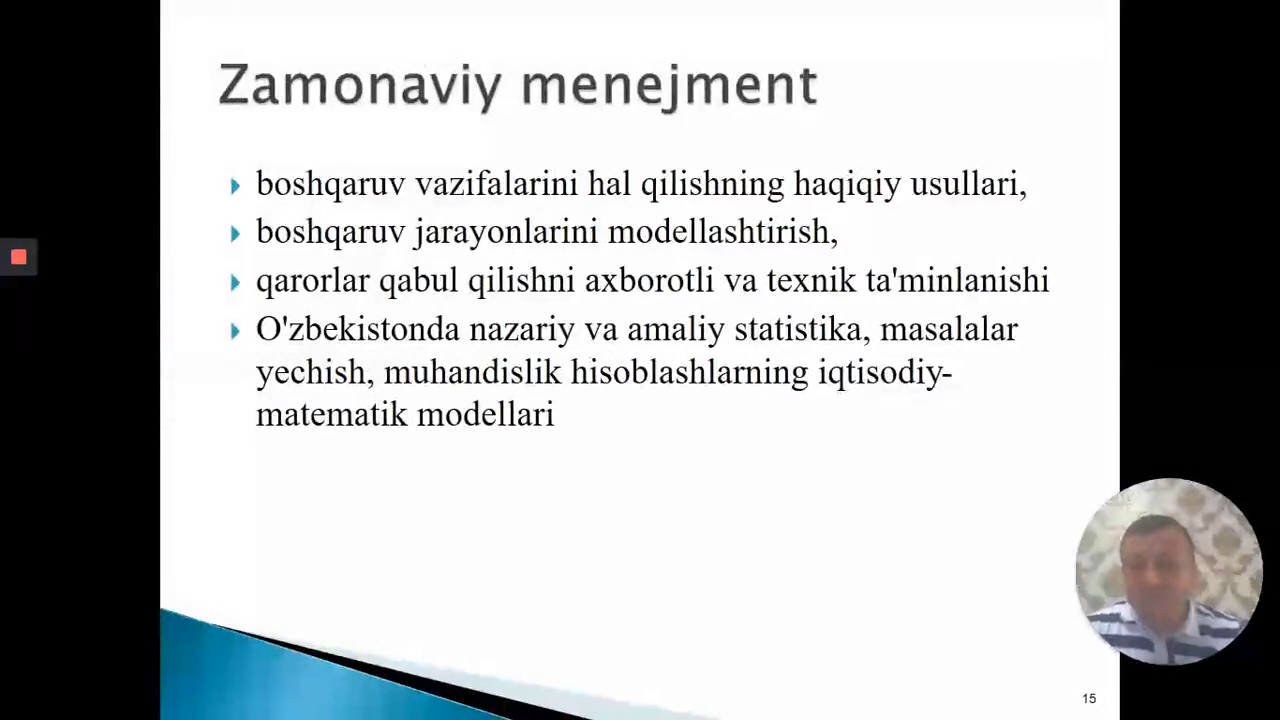 Zamonaviy menejment
boshqaruv vazifalarini hal qilishning haqiqiy usullari,
boshqaruv jarayonlarini modellashtirish,
qarorlar qabul qilishni axborotli va texnik ta'minlanishi
O'zbekistonda nazariy va amaliy statistika, masalalar
yechish, muhandislik hisoblashlarning iqtisodiy-
matematik modellari
15